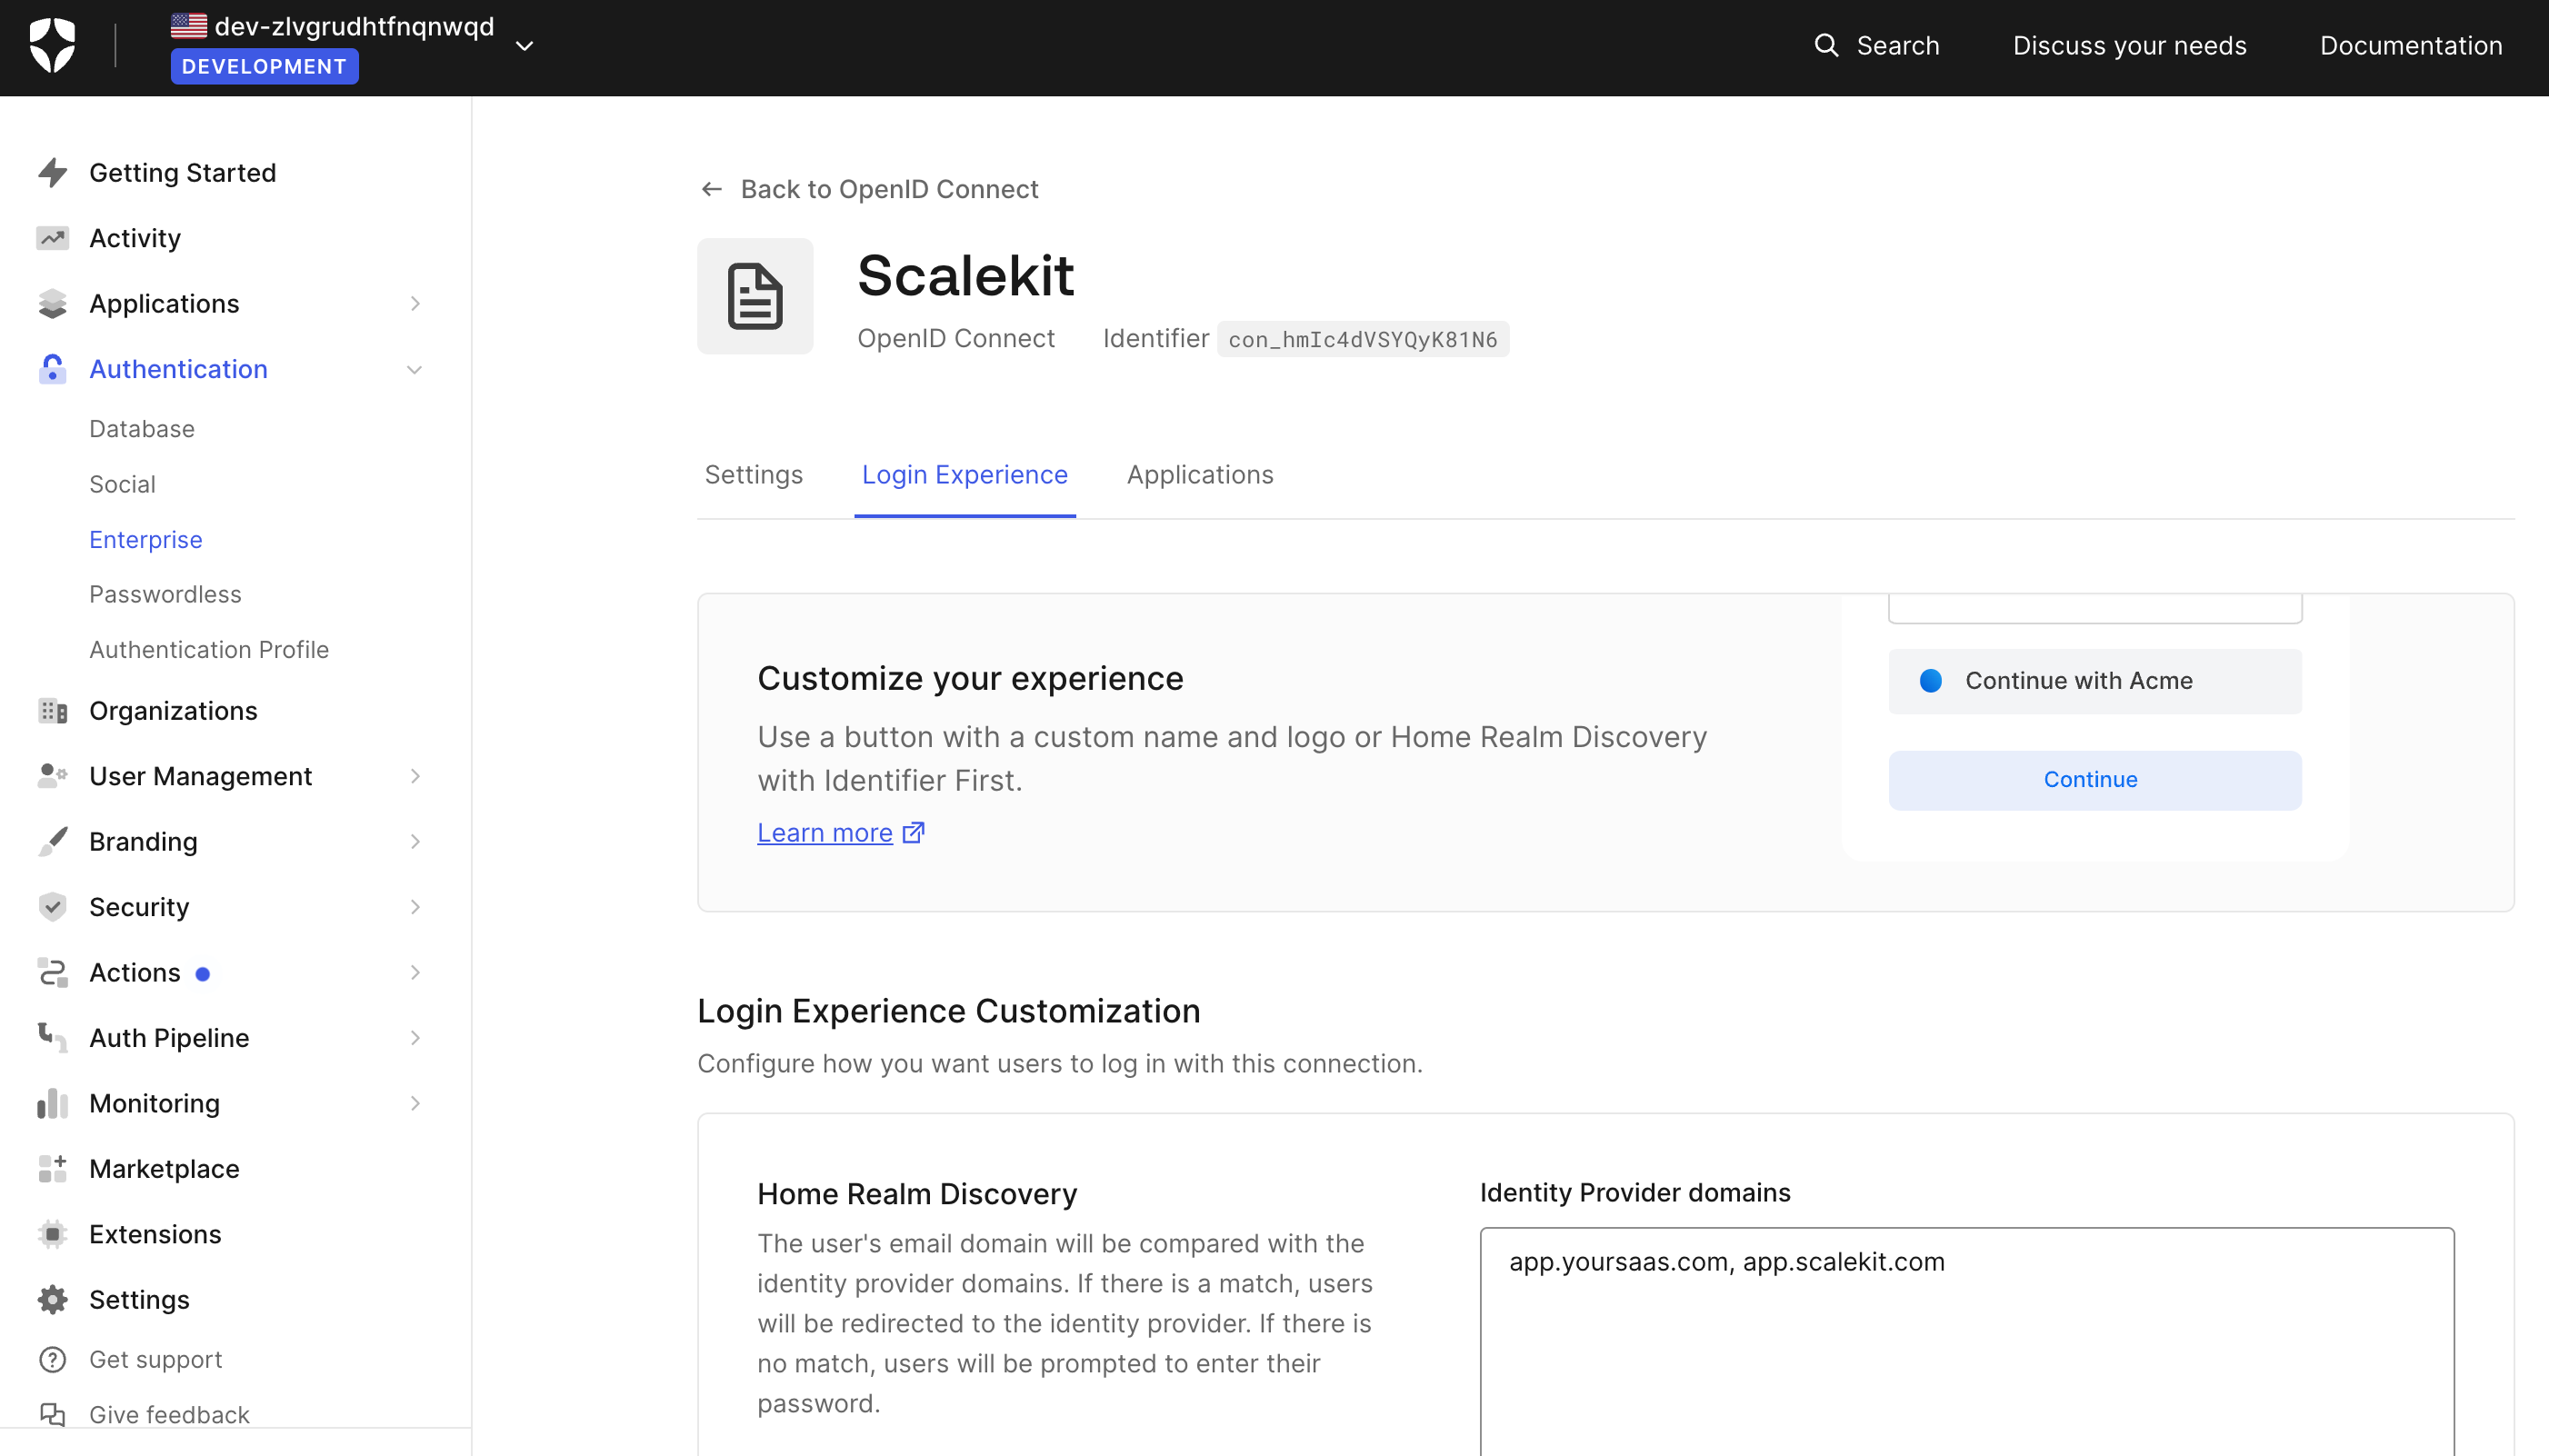 dev-zlvgrudhtfnqnwqd
DEVELOPMENT
Search
Discuss your needs
Documentation
Getting Started
Activity
Applications
Authentication
Database
Social
Enterprise
Passwordless
Authentication Profile
Organizations
User Management
Branding
Security
Actions
Auth Pipeline
Monitoring
Marketplace
Extensions
Settings
Get support
Give feedback
Back to OpenID Connect
Scalekit
OpenID Connect
Identifier con_hmIc4dVSYQyK81N6
Settings
Login Experience
Applications
Customize your experience
Use a button with a custom name and logo or Home Realm Discovery
with Identifier First.
Learn more
Continue with Acme
Continue
Login Experience Customization
Configure how you want users to log in with this connection.
Home Realm Discovery
The user's email domain will be compared with the
identity provider domains. If there is a match, users
will be redirected to the identity provider. If there is
no match, users will be prompted to enter their
password.
Identity Provider domains
app.yoursaas.com, app.scalekit.com